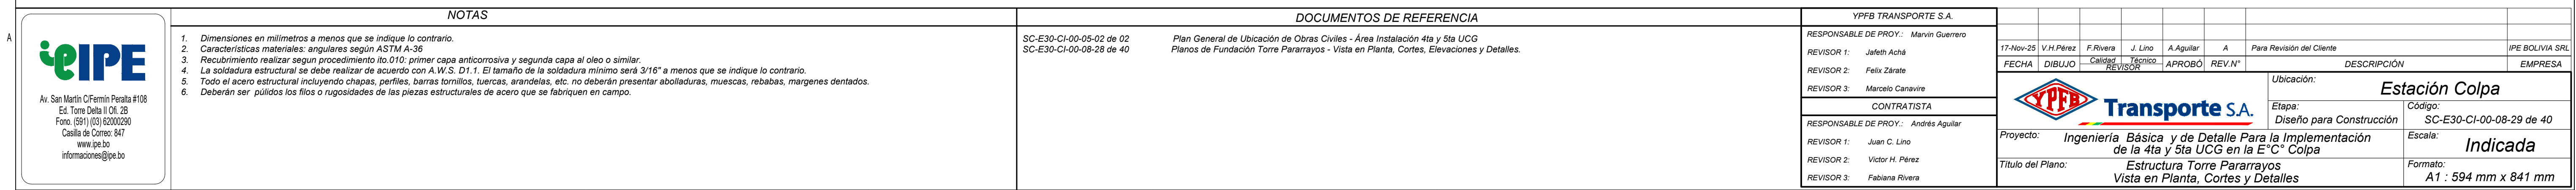 A
IPE
Av. San Martín C/Fermín Peralta #108
Ed. Torre Delta II Ofi. 2B
Fono. (591) (03) 62000290
Casilla de Correo: 847
www.ipe.bo
informaciones@ipe.bo
NOTAS
1. Dimensiones en milímetros a menos que se indique lo contrario.
2. Características materiales: angulares según ASTM A-36
3. Recubrimiento realizar segun procedimiento ito.010: primer capa anticorrosiva y segunda capa al oleo o similar.
4. La soldadura estructural se debe realizar de acuerdo con A.W.S. D1.1. El tamaño de la soldadura mínimo será 3/16" a menos que se indique lo contrario.
5. Todo el acero estructural incluyendo chapas, perfiles, barras tornillos, tuercas, arandelas, etc. no deberán presentar abolladuras, muescas, rebabas, margenes dentados.
6. Deberán ser púlidos los filos o rugosidades de las piezas estructurales de acero que se fabriquen en campo.
DOCUMENTOS DE REFERENCIA
SC-E30-CI-00-05-02 de 02 Plan General de Ubicación de Obras Civiles - Área Instalación 4ta y 5ta UCG
SC-E30-CI-00-08-28 de 40 Planos de Fundación Torre Pararrayos - Vista en Planta, Cortes, Elevaciones y Detalles.
YPFB TRANSPORTE S.A.
RESPONSABLE DE PROY.: Marvin Guerrero
REVISOR 1: Jafeth Achá
REVISOR 2: Felix Zárate
REVISOR 3: Marcelo Canavire
CONTRATISTA
RESPONSABLE DE PROY.: Andrés Aguilar
REVISOR 1: Juan C. Lino
REVISOR 2: Victor H. Pérez
REVISOR 3: Fabiana Rivera
17-Nov-25 V.H.Pérez F.Rivera J. Lino A.Aguilar A Para Revisión del Cliente IPE BOLIVIA SRL
FECHA DIBUJO Calidad Técnico REVISOR APROBÓ REV.N° DESCRIPCIÓN EMPRESA
YPFB Transporte S.A.
Ubicación:
Estación Colpa
Etapa:
Diseño para Construcción
Código:
SC-E30-CI-00-08-29 de 40
Proyecto: Ingeniería Básica y de Detalle Para la Implementación
de la 4ta y 5ta UCG en la E°C° Colpa
Escala:
Indicada
Título del Plano: Estructura Torre Pararrayos
Vista en Planta, Cortes y Detalles
Formato:
A1 : 594 mm x 841 mm